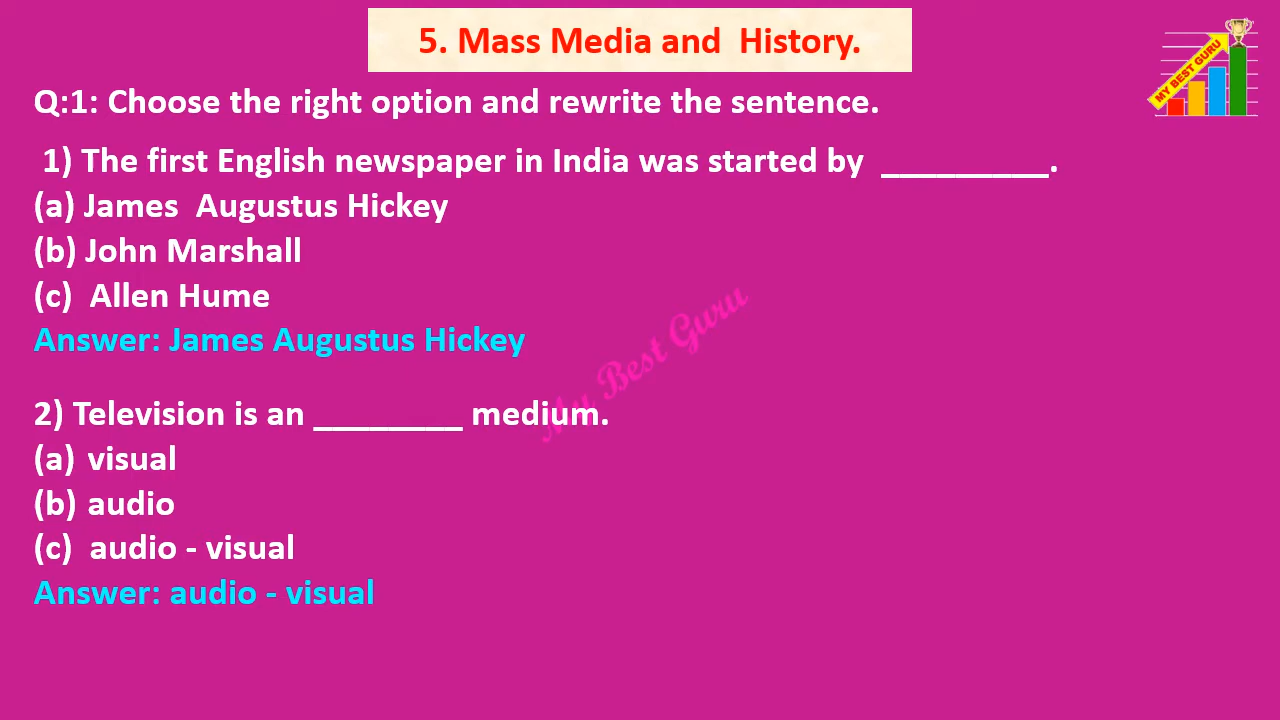 5. Mass Media and History.
MY BEST GURU
Q:1: Choose the right option and rewrite the sentence.
1) The first English newspaper in India was started by _________.
(a) James Augustus Hickey
(b) John Marshall
(c) Allen Hume
Answer: James Augustus Hickey
My Best Guru
2) Television is an ________ medium.
(a) visual
(b) audio
(c) audio - visual
Answer: audio - visual